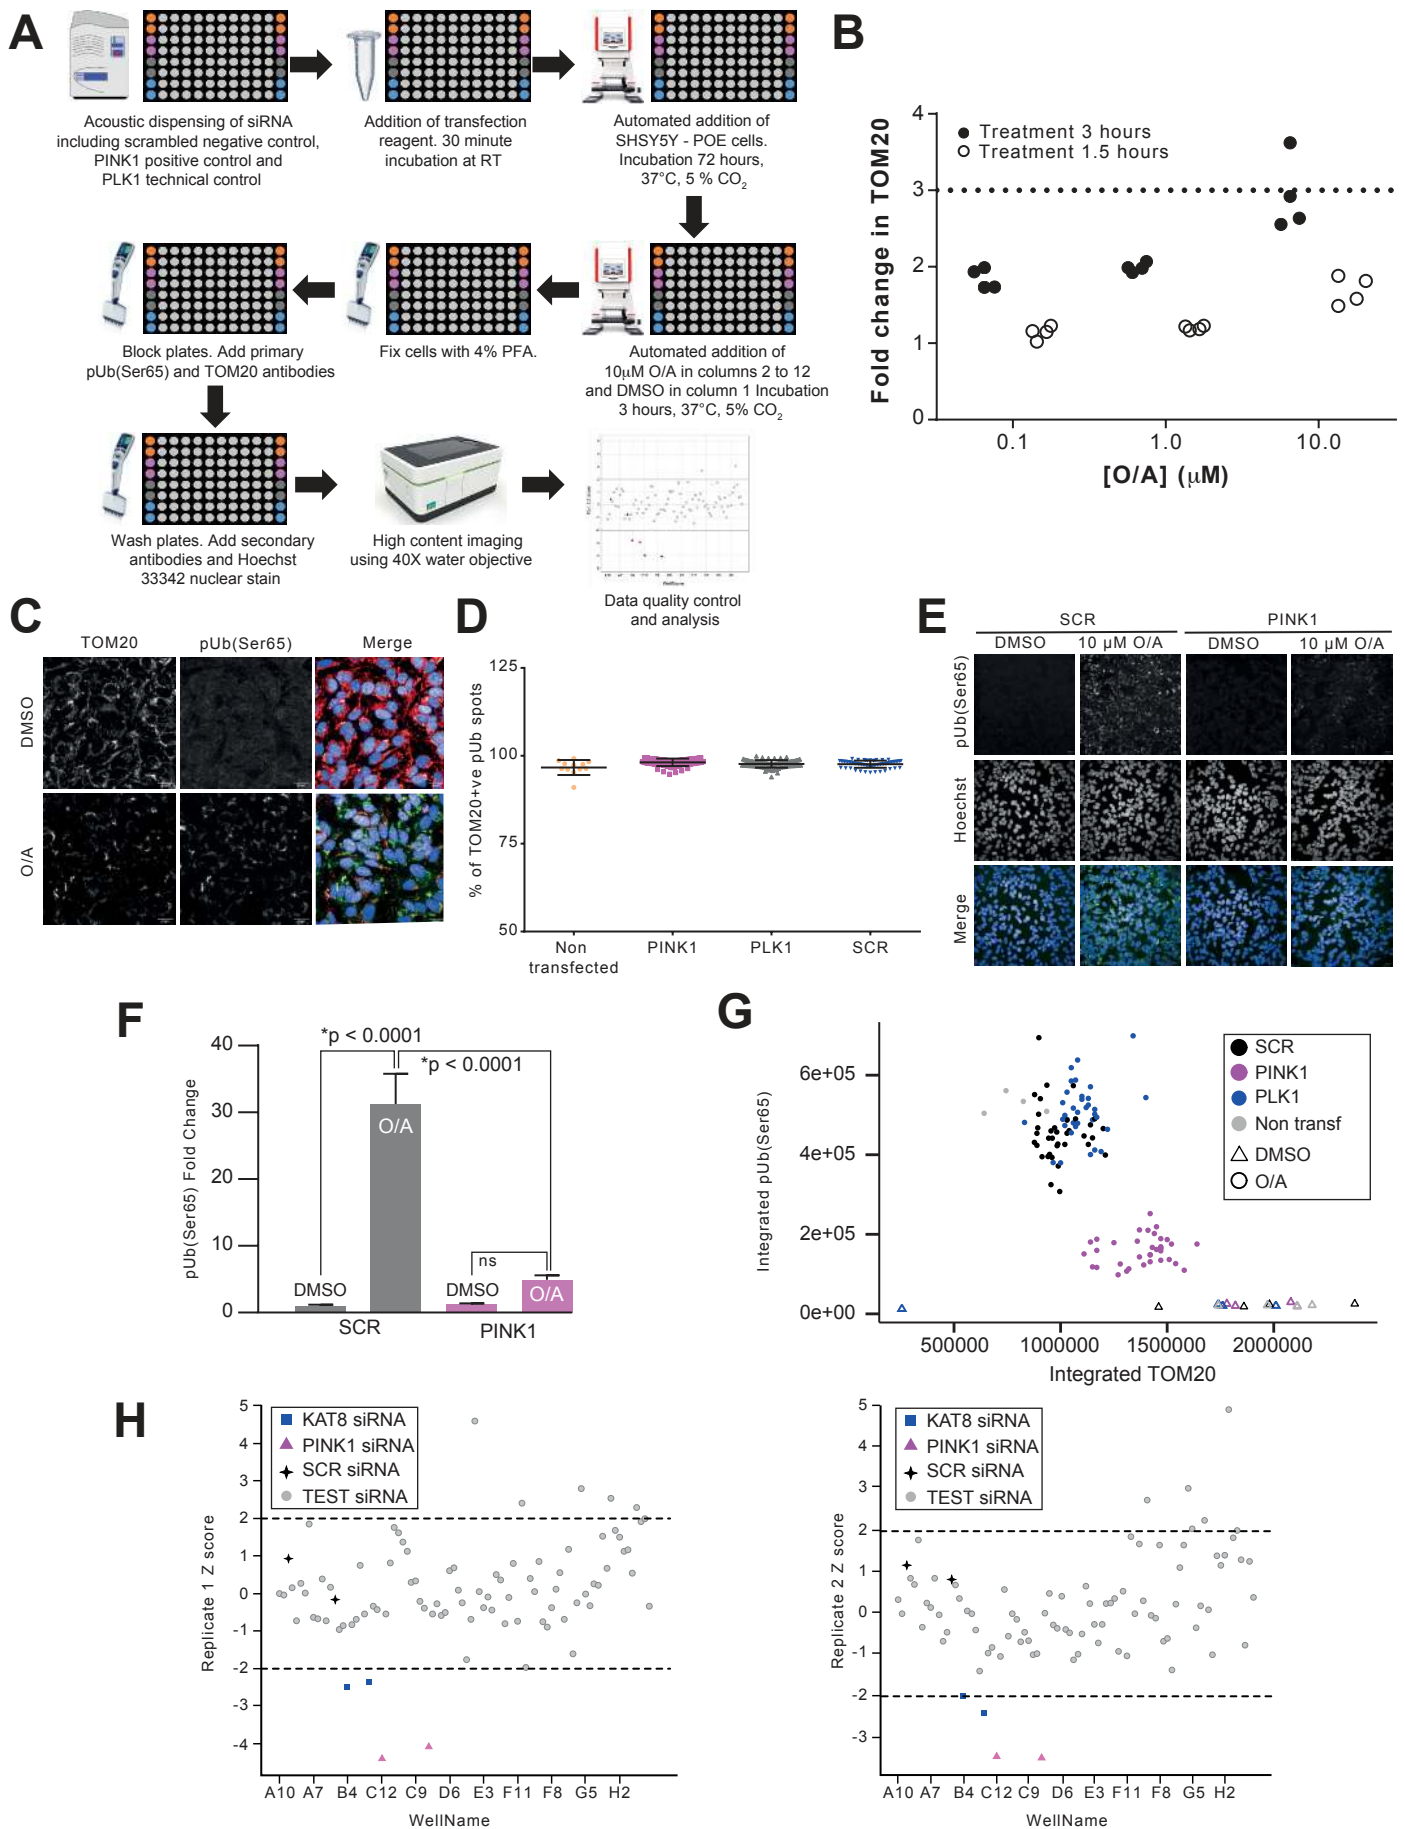 A
Acoustic dispensing of siRNA
including scrambled negative control,
PINK1 positive control and
PLK1 technical control
Addition of transfection
reagent. 30 minute
incubation at RT
Automated addition of
SHSY5Y - POE cells.
Incubation 72 hours,
37°C, 5 % CO2
Block plates. Add primary
pUb(Ser65) and TOM20 antibodies
Fix cells with 4% PFA.
Automated addition of
10μM O/A in columns 2 to 12
and DMSO in column 1 Incubation
3 hours, 37°C, 5% CO2
Wash plates. Add secondary
antibodies and Hoechst
33342 nuclear stain
High content imaging
using 40X water objective
Data quality control
and analysis
B
Fold change in TOM20
4
3
2
1
0
Treatment 3 hours
Treatment 1.5 hours
0.1
1.0
10.0
[O/A] (μM)
C
TOM20
pUb(Ser65)
Merge
DMSO
O/A
D
% of TOM20+ve pUb spots
125
100
75
50
Non
transfected
PINK1
PLK1
SCR
E
SCR
PINK1
DMSO
10 μM O/A
DMSO
10 μM O/A
pUb(Ser65)
Hoechst
Merge
F
pUb(Ser65) Fold Change
40
30
20
10
0
*p < 0.0001
*p < 0.0001
ns
DMSO
O/A
DMSO
O/A
SCR
PINK1
G
Integrated pUb(Ser65)
6e+05
4e+05
2e+05
0e+00
SCR
PINK1
PLK1
Non transf
DMSO
O/A
500000
1000000
1500000
2000000
Integrated TOM20
H
Replicate 1 Z score
5
4
3
2
1
0
-1
-2
-3
-4
KAT8 siRNA
PINK1 siRNA
SCR siRNA
TEST siRNA
A10 A7 B4 C12 C9 D6 E3 F11 F8 G5 H2
WellName
Replicate 2 Z score
5
4
3
2
1
0
-1
-2
-3
KAT8 siRNA
PINK1 siRNA
SCR siRNA
TEST siRNA
A10 A7 B4 C12 C9 D6 E3 F11 F8 G5 H2
WellName